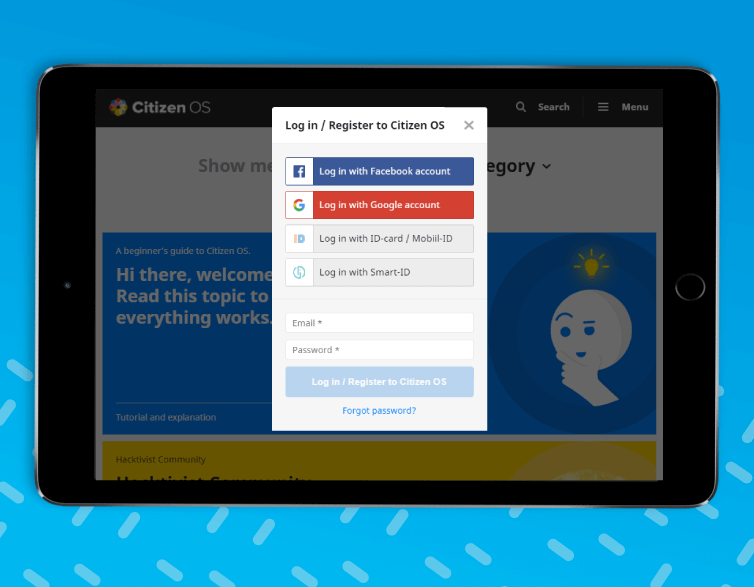 Citizen OS
Search
Menu
Log in / Register to Citizen OS
Show me
egory
Log in with Facebook account
Log in with Google account
ID
Log in with ID-card / Mobiil-ID
Log in with Smart-ID
A beginner's guide to Citizen OS.
Hi there, welcome
Read this topic to
everything works.
Email *
Password *
Log in / Register to Citizen OS
Forgot password?
Tutorial and explanation
Hacktivist Community
Hacktivist Community